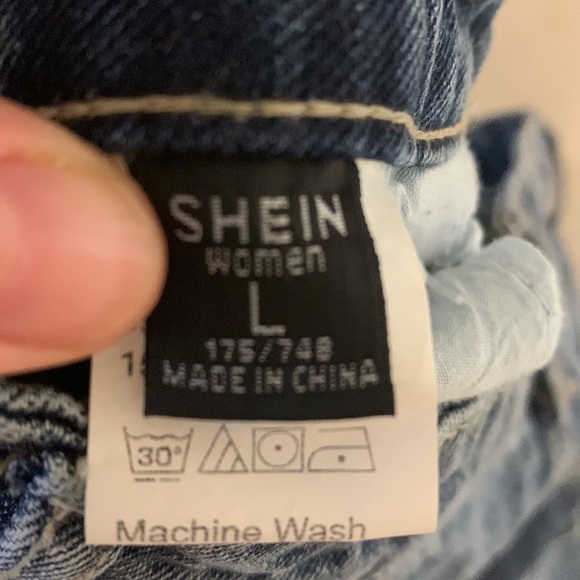 SHEIN
women
L
175/74B
MADE IN CHINA
30°
Machine Wash